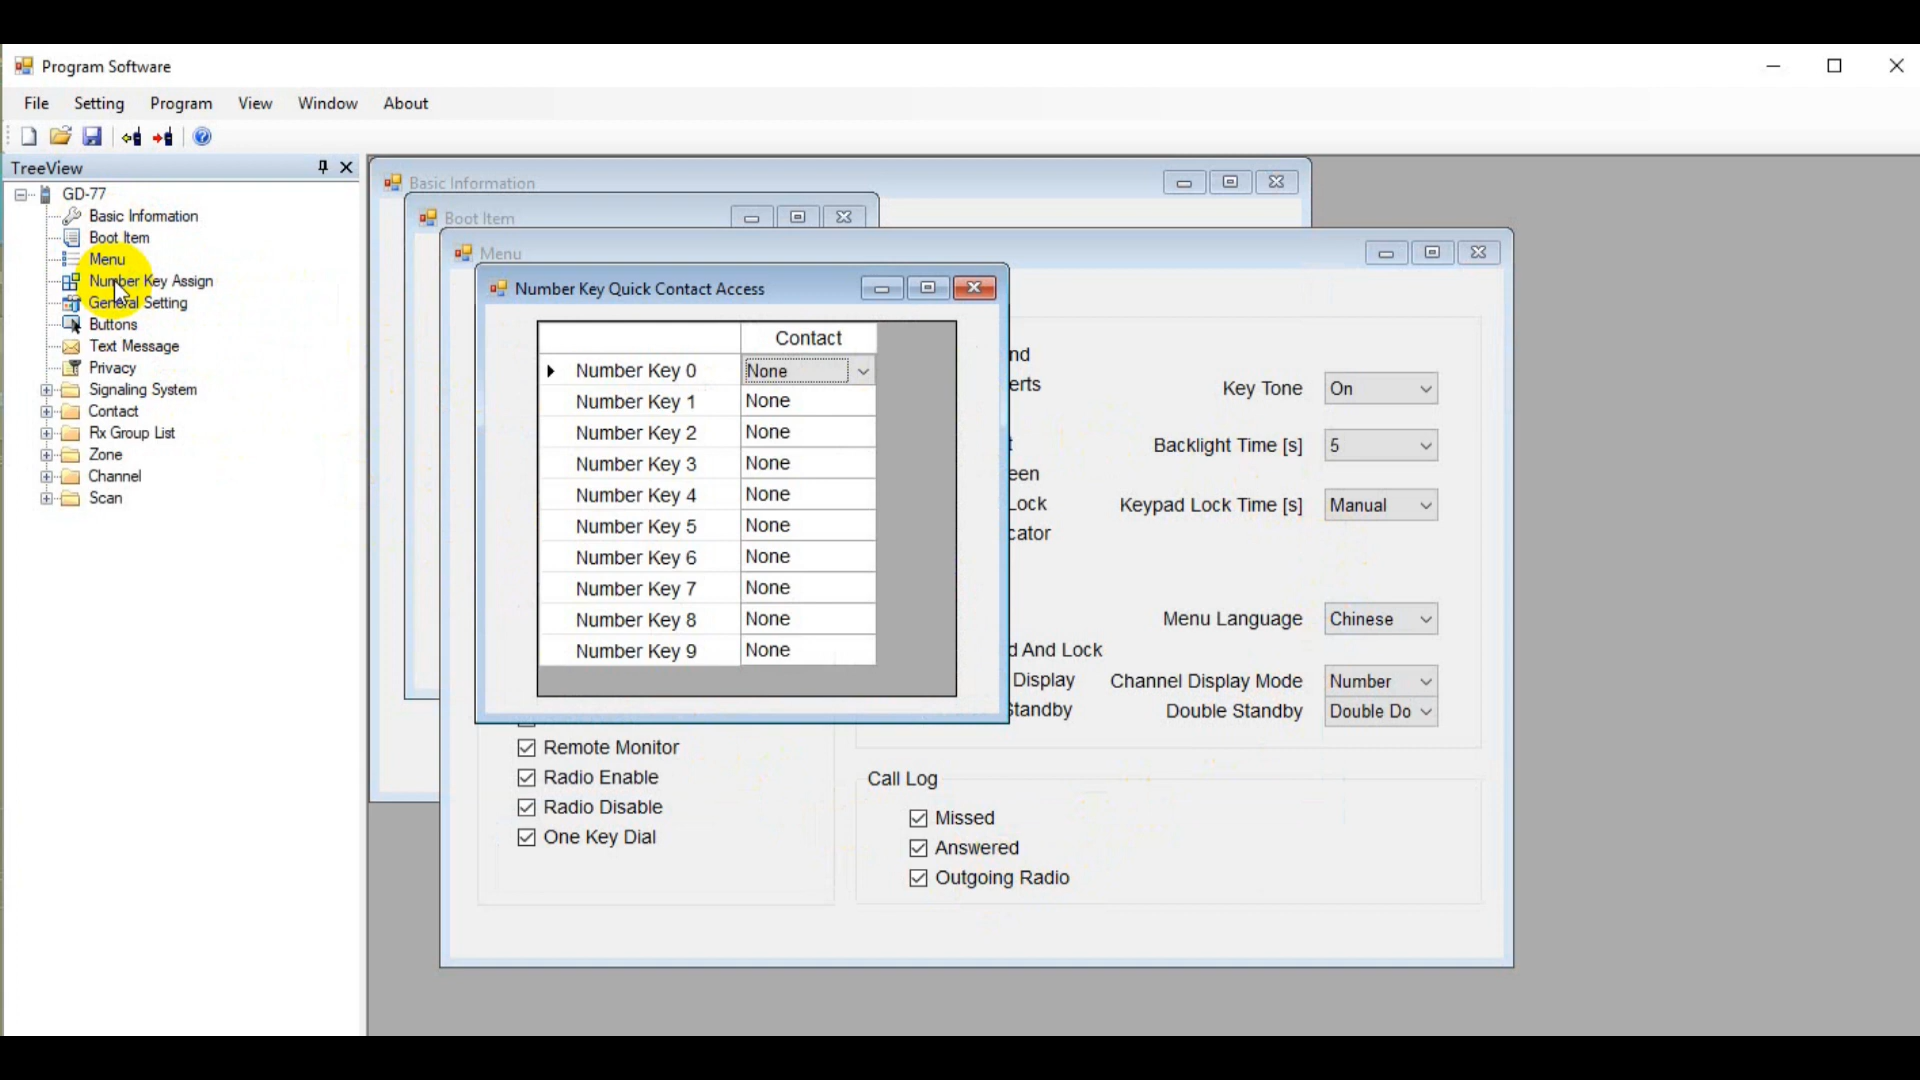 Program Software
File Setting Program View Window About
TreeView
GD-77
Basic Information
Boot Item
Menu
Number Key Assign
General Setting
Buttons
Text Message
Privacy
Signaling System
Contact
Rx Group List
Zone
Channel
Scan
Basic Information
Boot Item
Menu
Number Key Quick Contact Access
Contact
Number Key 0 None
Number Key 1 None
Number Key 2 None
Number Key 3 None
Number Key 4 None
Number Key 5 None
Number Key 6 None
Number Key 7 None
Number Key 8 None
Number Key 9 None
nd
erts
Key Tone On
t
Backlight Time [s] 5
een
Lock
Keypad Lock Time [s] Manual
cator
Menu Language Chinese
d And Lock
Display
Channel Display Mode Number
Standby
Double Standby Double Do
Remote Monitor
Radio Enable
Radio Disable
One Key Dial
Call Log
Missed
Answered
Outgoing Radio